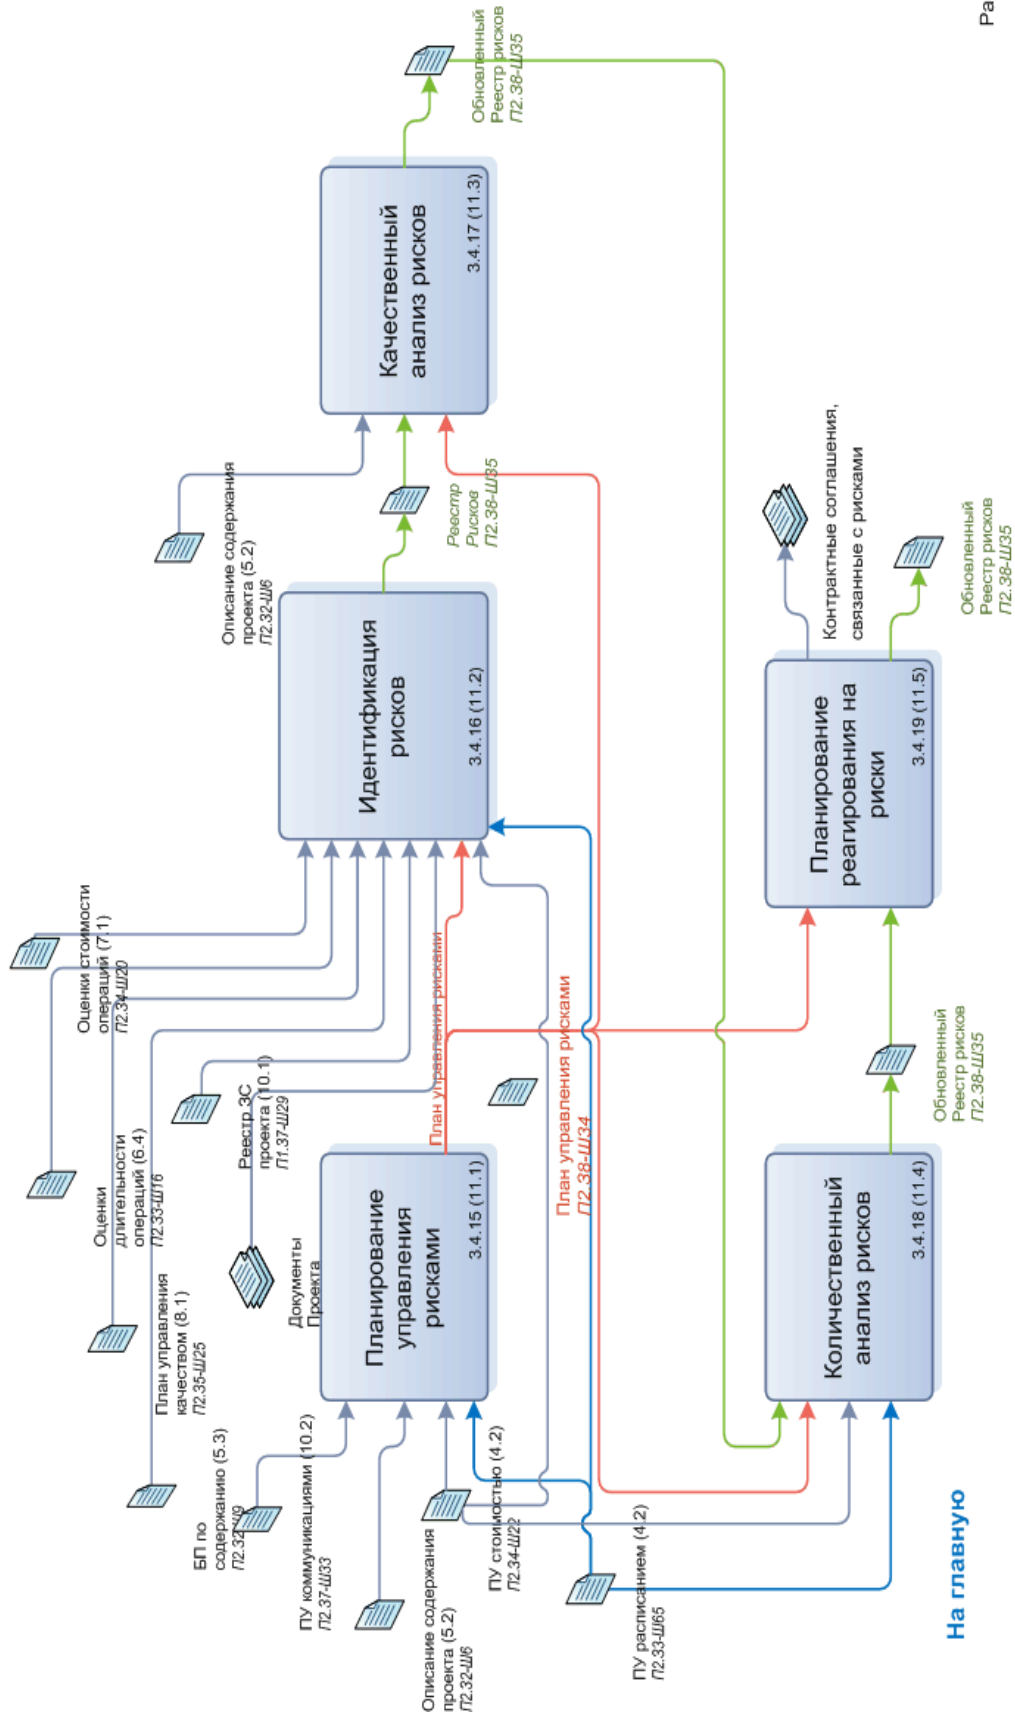 Оценки стоимости
операций (7.1)
П2.34-Ш20
Оценки
длительности
операций (6.4)
П2.33-Ш16
План управления
качеством (8.1)
П2.35-Ш25
БП по
содержанию (5.3)
Реестр ЗС
проекта (10.1)
П1.37-Ш29
Документы
Проекта
ПУ коммуникациями (10.2)
П2.37-Ш33
Описание содержания
проекта (5.2)
П2.32-Ш6
ПУ стоимостью (4.2)
П2.34-Ш22
ПУ расписанием (4.2)
П2.33-Ш65
Планирование
управления
рисками
3.4.15 (11.1)
План управления рисками
План управления рисками
П2.38-Ш34
Идентификация
рисков
3.4.16 (11.2)
Описание содержания
проекта (5.2)
П2.32-Ш6
Реестр
Рисков
П2.38-Ш35
Качественный
анализ рисков
3.4.17 (11.3)
Обновленный
Реестр рисков
П2.38-Ш35
Количественный
анализ рисков
3.4.18 (11.4)
Обновленный
Реестр рисков
П2.38-Ш35
Планирование
реагирования на
риски
3.4.19 (11.5)
Контрактные соглашения,
связанные с рисками
Обновленный
Реестр рисков
П2.38-Ш35
На главную
Ра